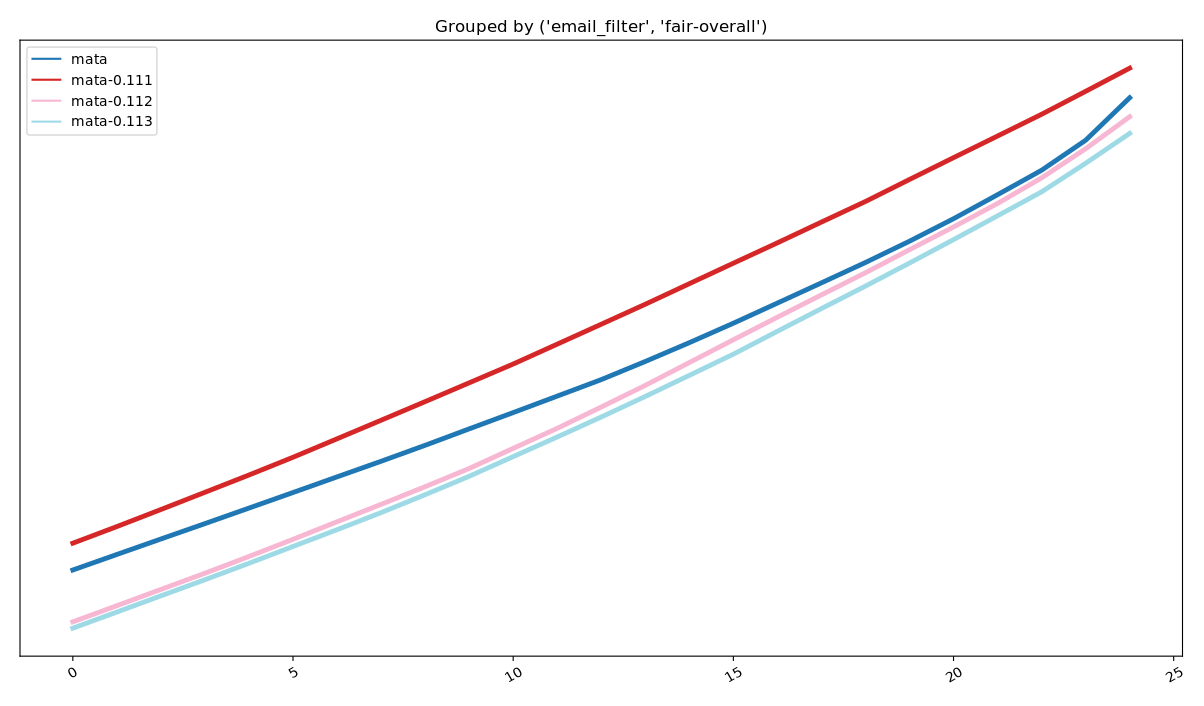 Grouped by ('email_filter', 'fair-overall')
mata
mata-0.111
mata-0.112
mata-0.113
0
5
10
15
20
25